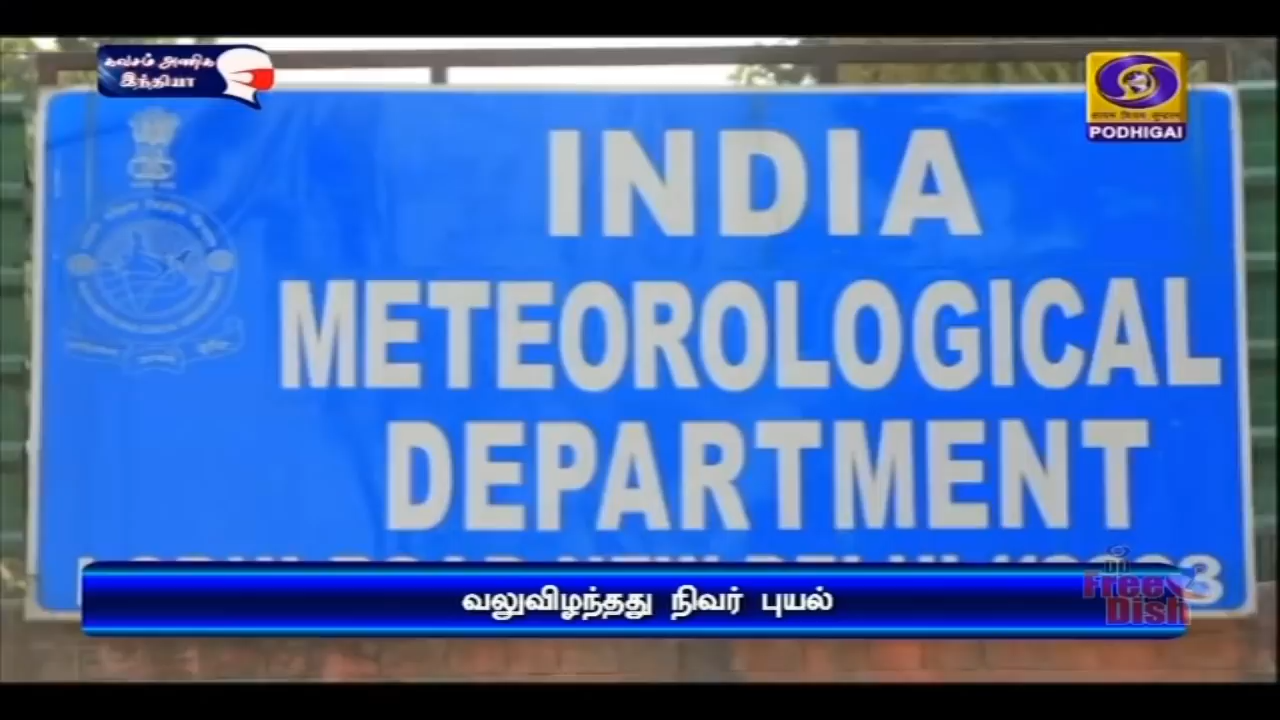 கவசம் அணிக
இந்தியா
PODHIGAI
INDIA
METEOROLOGICAL
DEPARTMENT
வலுவிழந்தது நிவர் புயல்
Free
Dish